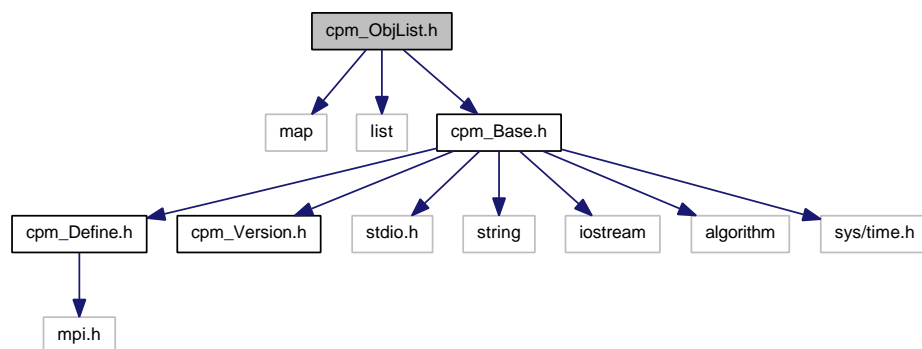 cpm_ObjList.h
map
list
cpm_Base.h
cpm_Define.h
cpm_Version.h
stdio.h
string
iostream
algorithm
sys/time.h
mpi.h